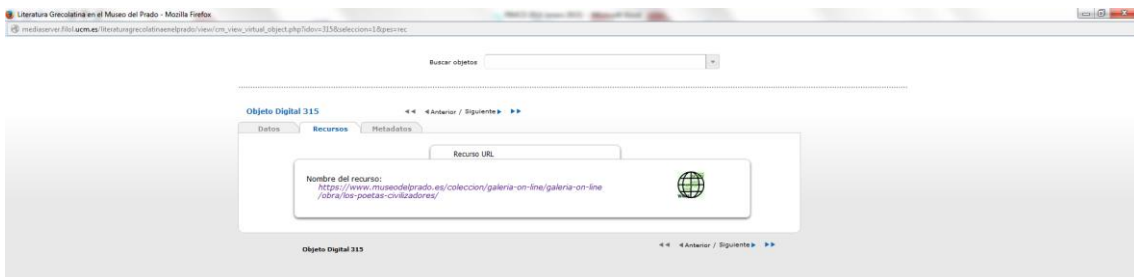 Literatura Grecolatina en el Museo del Prado - Mozilla Firefox
mediaserver.filol.ucm.es/literaturagrecolatinaenelprado/view/cm_view_virtual_object.php?idov=315&seleccion=1&pes=rec
Buscar objetos
Objeto Digital 315 Anterior / Siguiente
Datos Recursos Metadatos
Recurso URL
Nombre del recurso:
https://www.museodelprado.es/coleccion/galeria-on-line/galeria-on-line
/obra/los-poetas-civilizadores/
Objeto Digital 315 Anterior / Siguiente